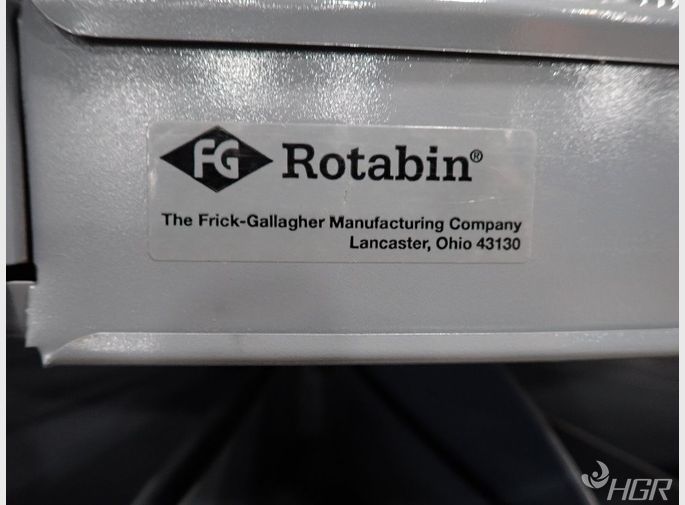 FG Rotabin®
The Frick-Gallagher Manufacturing Company
Lancaster, Ohio 43130
HGR